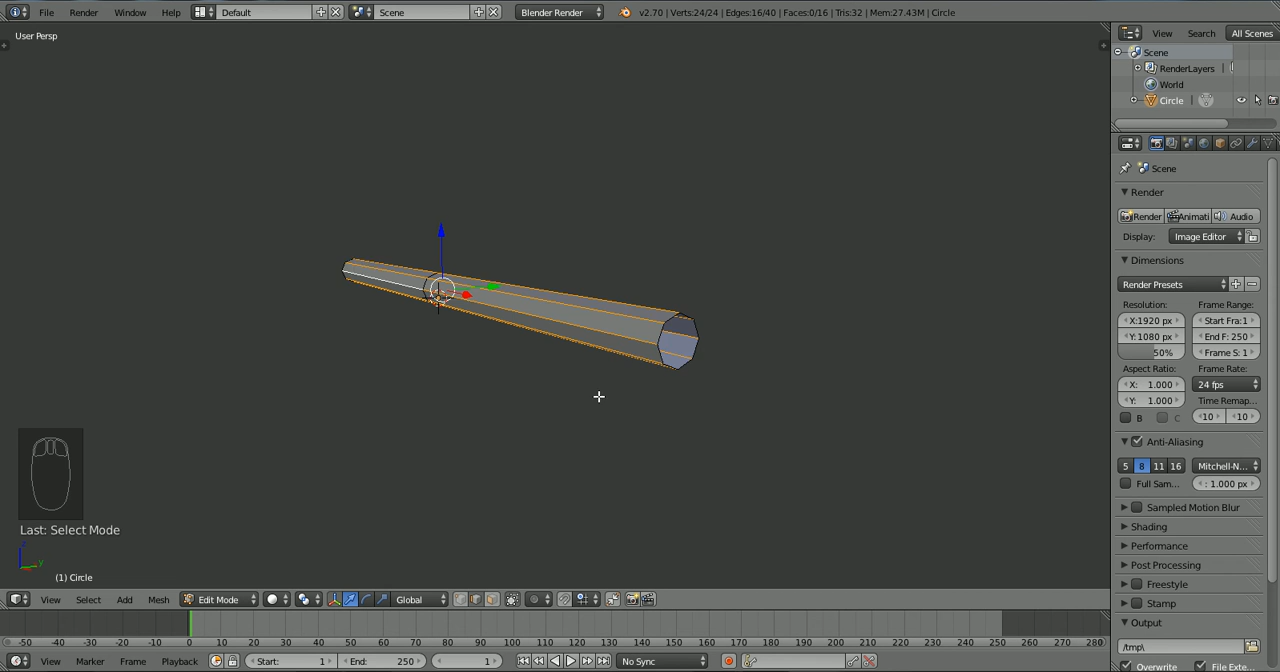 File Render Window Help Default Scene Blender Render v2.70 | Verts:24/24 | Edges:16/40 | Faces:0/16 | Tris:32 | Mem:27.43M | Circle
User Persp
View Search All Scenes
Scene
RenderLayers
World
Circle
Scene
Render
Render Animati Audio
Display: Image Editor
Dimensions
Render Presets
Resolution: Frame Range:
X:1920 px Start Fra:1
Y:1080 px End F: 250
50% Frame S: 1
Aspect Ratio: Frame Rate:
X: 1.000 24 fps
Y: 1.000 Time Remap...
B C 10 10
Anti-Aliasing
5 8 11 16 Mitchell-N...
Full Sam... : 1.000 px
Sampled Motion Blur
Shading
Performance
Post Processing
Freestyle
Stamp
Output
/tmp\
Overwrite File Exte..
Last: Select Mode
y
(1) Circle
View Select Add Mesh Edit Mode Global
-50 -40 -30 -20 -10 0 10 20 30 40 50 60 70 80 90 100 110 120 130 140 150 160 170 180 190 200 210 220 230 240 250 260 270 280
View Marker Frame Playback Start: 1 End: 250 1 No Sync